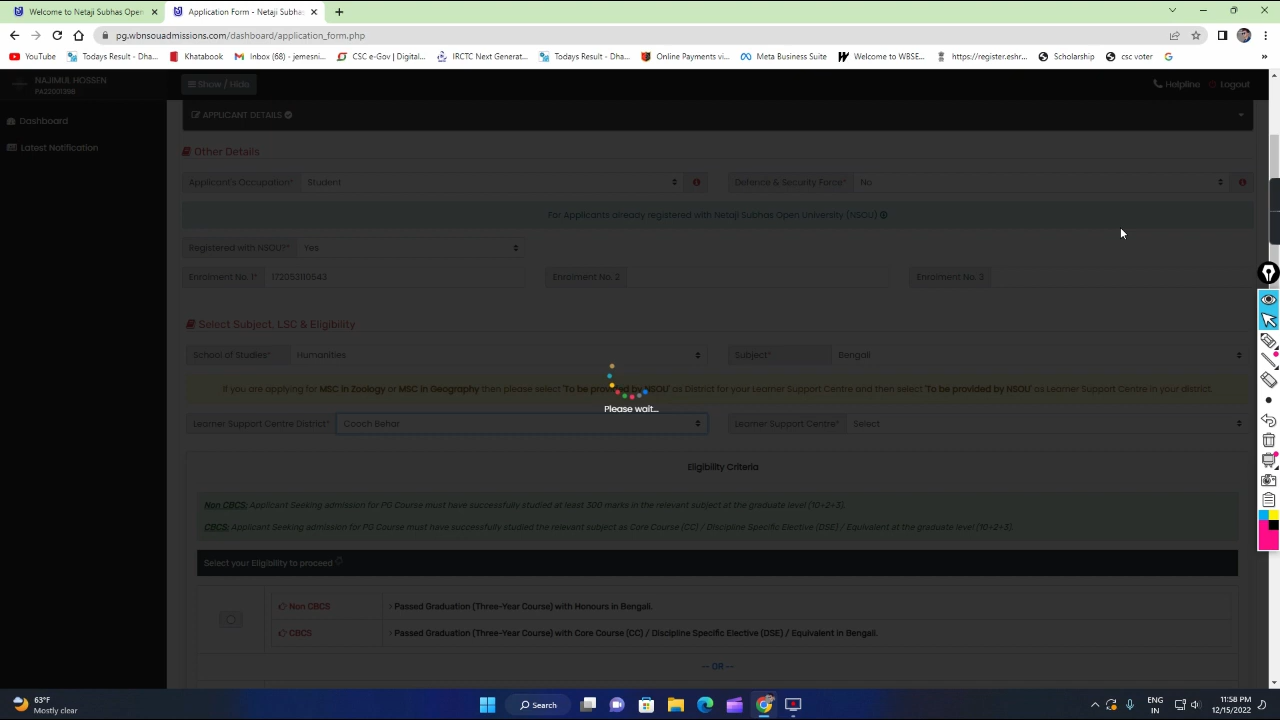 Welcome to Netaji Subhas Open
Application Form - Netaji Subhas
pg.wbnsouadmissions.com/dashboard/application_form.php
YouTube
Todays Result - Dha...
Khatabook
Inbox (68) - jemesni...
CSC e-Gov | Digital...
IRCTC Next Generat...
Todays Result - Dha...
Online Payments vi...
Meta Business Suite
Welcome to WBSE...
https://register.eshr...
Scholarship
csc voter
»
NAJIMUL HOSSEN
PA22001398
Show / Hide
Helpline
Logout
Dashboard
Latest Notification
APPLICANT DETAILS
Other Details
Applicant's Occupation* Student
Defence & Security Force* No
For Applicants already registered with Netaji Subhas Open University (NSOU)
Registered with NSOU?* Yes
Enrolment No. 1* 172053110543
Enrolment No. 2
Enrolment No. 3
Select Subject, LSC & Eligibility
School of Studies* Humanities
Subject* Bengali
If you are applying for MSC in Zoology or MSC in Geography then please select 'To be provided by NSOU' as District for your Learner Support Centre and then select 'To be provided by NSOU' as Learner Support Centre in your district.
Please wait...
Learner Support Centre District* Cooch Behar
Learner Support Centre* Select
Eligibility Criteria
Non CBCS: Applicant Seeking admission for PG Course must have successfully studied at least 300 marks in the relevant subject at the graduate level (10+2+3).
CBCS: Applicant Seeking admission for PG Course must have successfully studied the relevant subject as Core Course (CC) / Discipline Specific Elective (DSE) / Equivalent at the graduate level (10+2+3).
Select your Eligibility to proceed
Non CBCS
> Passed Graduation (Three-Year Course) with Honours in Bengali.
CBCS
> Passed Graduation (Three-Year Course) with Core Course (CC) / Discipline Specific Elective (DSE) / Equivalent in Bengali.
-- OR --
63°F
Mostly clear
Search
ENG
IN
11:58 PM
12/15/2022